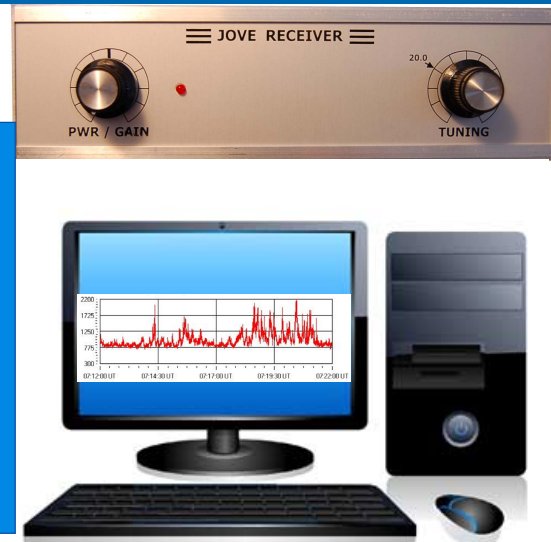 JOVE RECEIVER
20.0
PWR / GAIN
TUNING
2200
1725
1250
775
300
07:12:00 UT 07:14:30 UT 07:17:00 UT 07:19:30 UT 07:22:00 UT